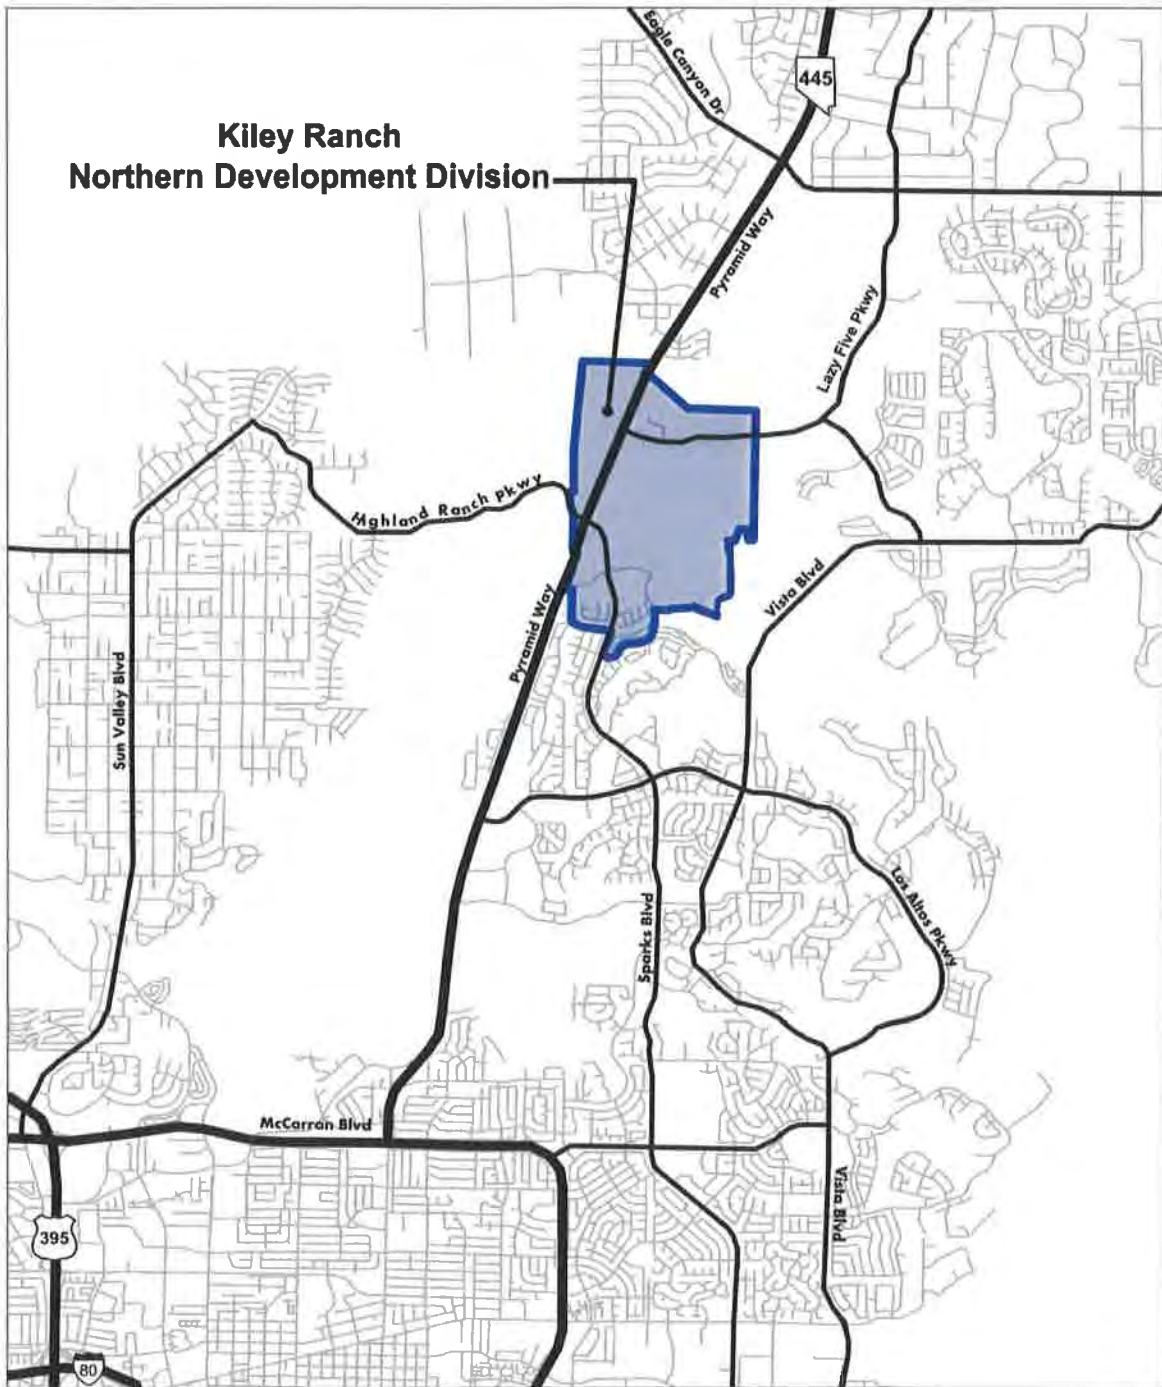 Eagle Canyon Dr
445
Kiley Ranch
Northern Development Division
Pyramid Way
Lazy Five Pkwy
Highland Ranch Pkwy
Vista Blvd
Pyramid Way
Sun Valley Blvd
Los Altos Pkwy
Sparks Blvd
McCarran Blvd
Vista Blvd
395
80